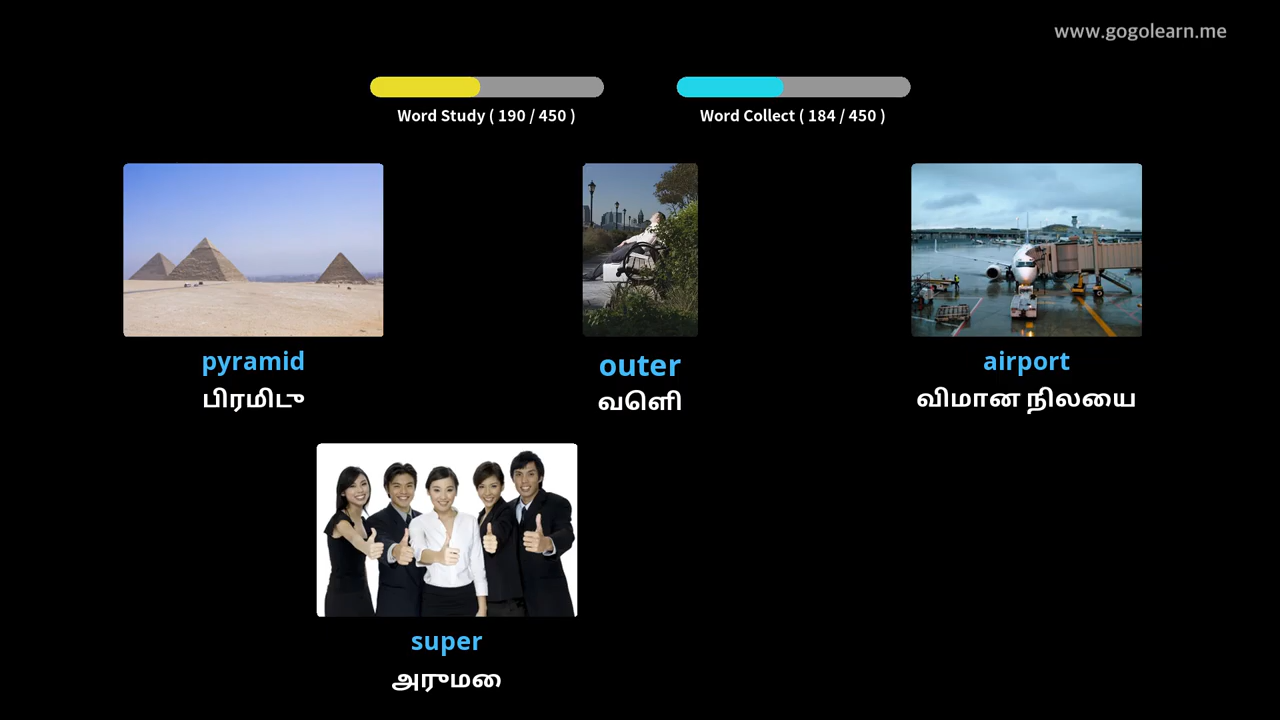 www.gogolearn.me
Word Study ( 190 / 450 )
Word Collect ( 184 / 450 )
pyramid
outer
airport
பிரமிடு
வெளி
விமான நிலையை
super
அருமை